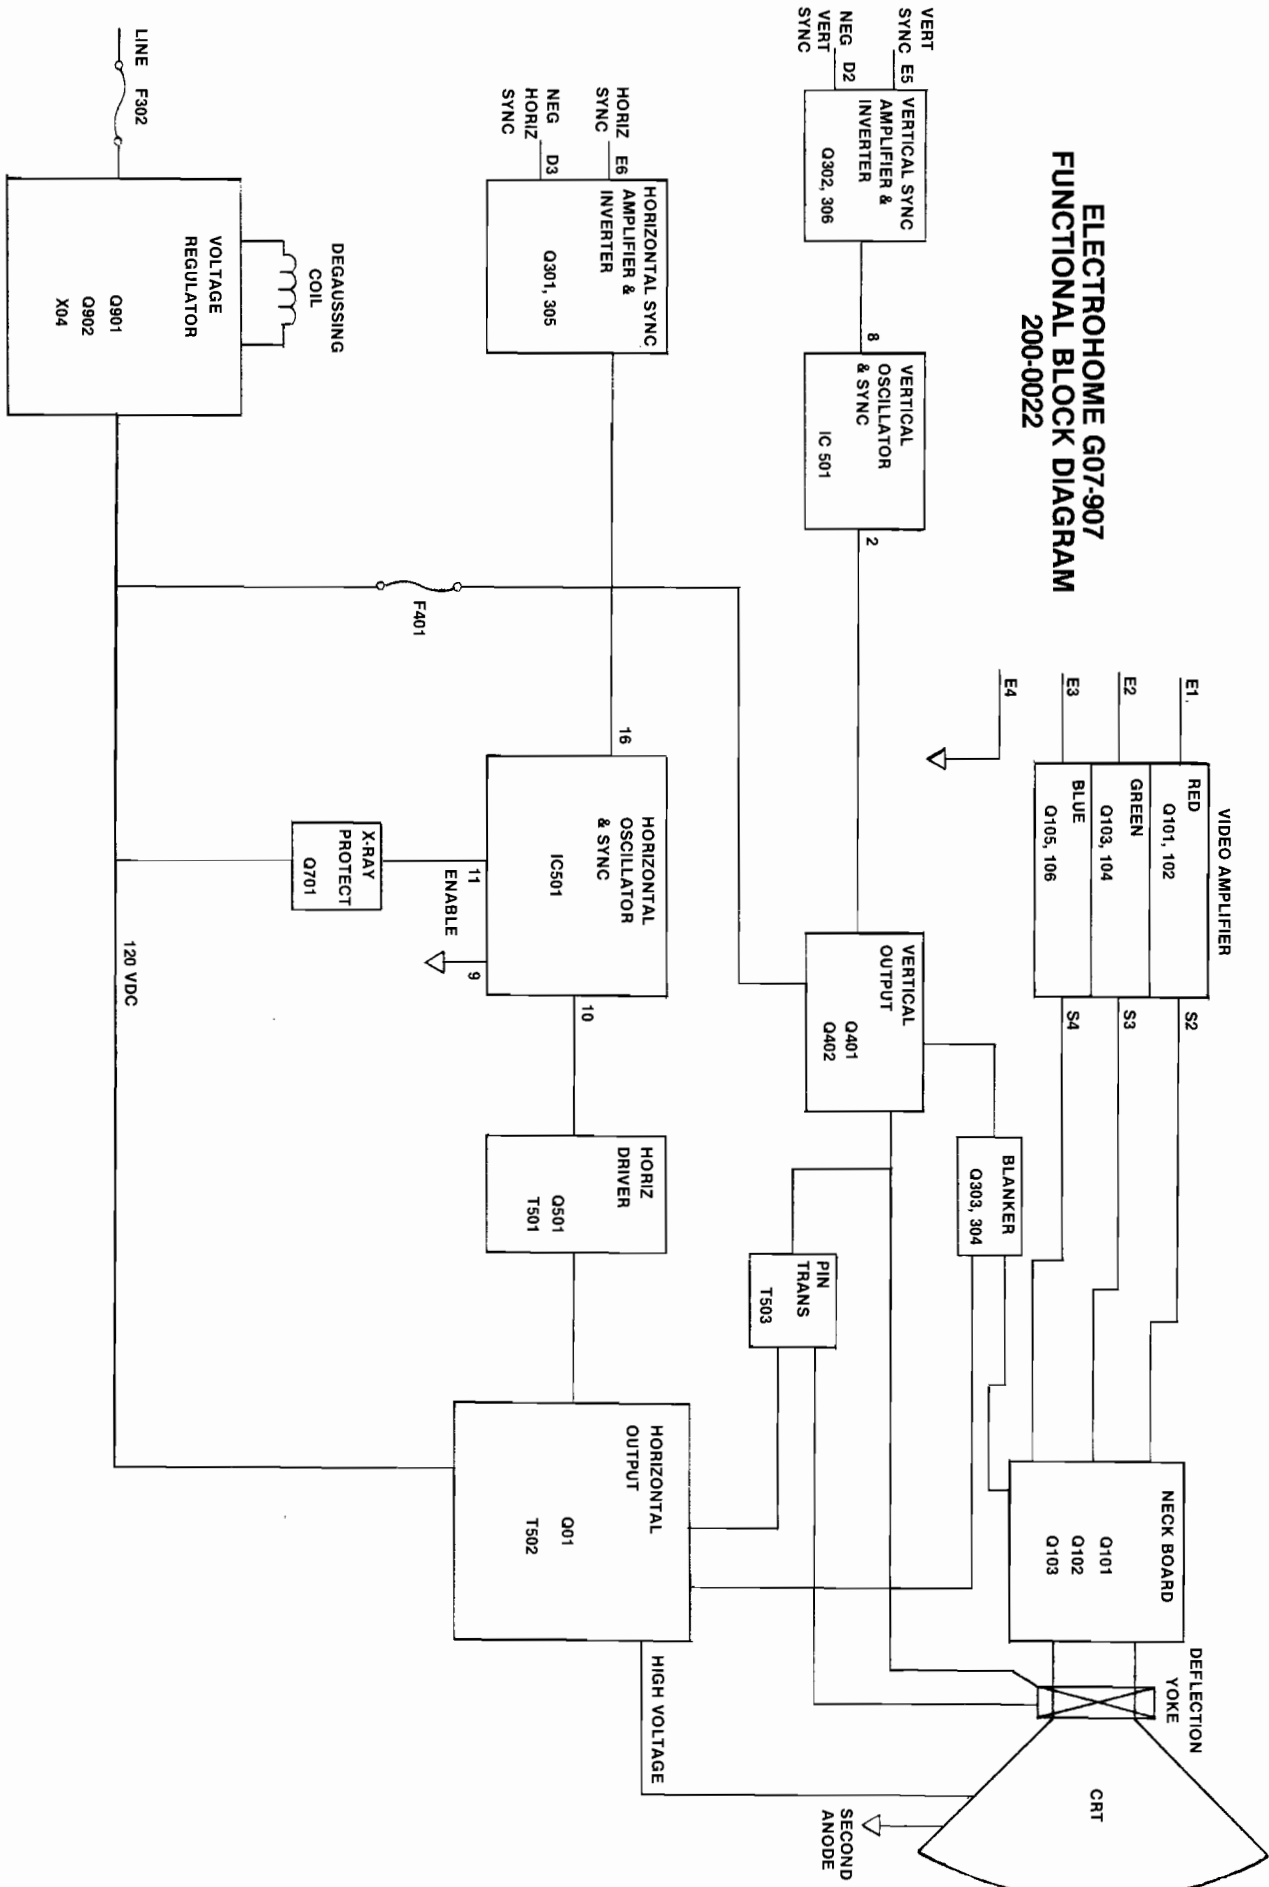 ELECTROHOME G07-907
FUNCTIONAL BLOCK DIAGRAM
200-0022
VIDEO AMPLIFIER
E1.
RED
Q101, 102
S2
E2
GREEN
Q103, 104
S3
E3
BLUE
Q105, 106
S4
E4
NECK BOARD
Q101
Q102
Q103
DEFLECTION
YOKE
CRT
SECOND
ANODE
BLANKER
Q303, 304
VERT
SYNC E5
NEG D2
VERT
SYNC
VERTICAL SYNC
AMPLIFIER &
INVERTER
Q302, 306
8
VERTICAL
OSCILLATOR
& SYNC
IC 501
2
VERTICAL
OUTPUT
Q401
Q402
PIN
TRANS
T503
HORIZ E6
SYNC
NEG D3
HORIZ
SYNC
HORIZONTAL SYNC
AMPLIFIER &
INVERTER
Q301, 305
16
HORIZONTAL
OSCILLATOR
& SYNC
IC501
11
ENABLE
9
10
HORIZ
DRIVER
Q501
T501
HORIZONTAL
OUTPUT
Q01
T502
HIGH VOLTAGE
F401
X-RAY
PROTECT
Q701
DEGAUSSING
COIL
LINE F302
VOLTAGE
REGULATOR
Q901
Q902
X04
120 VDC